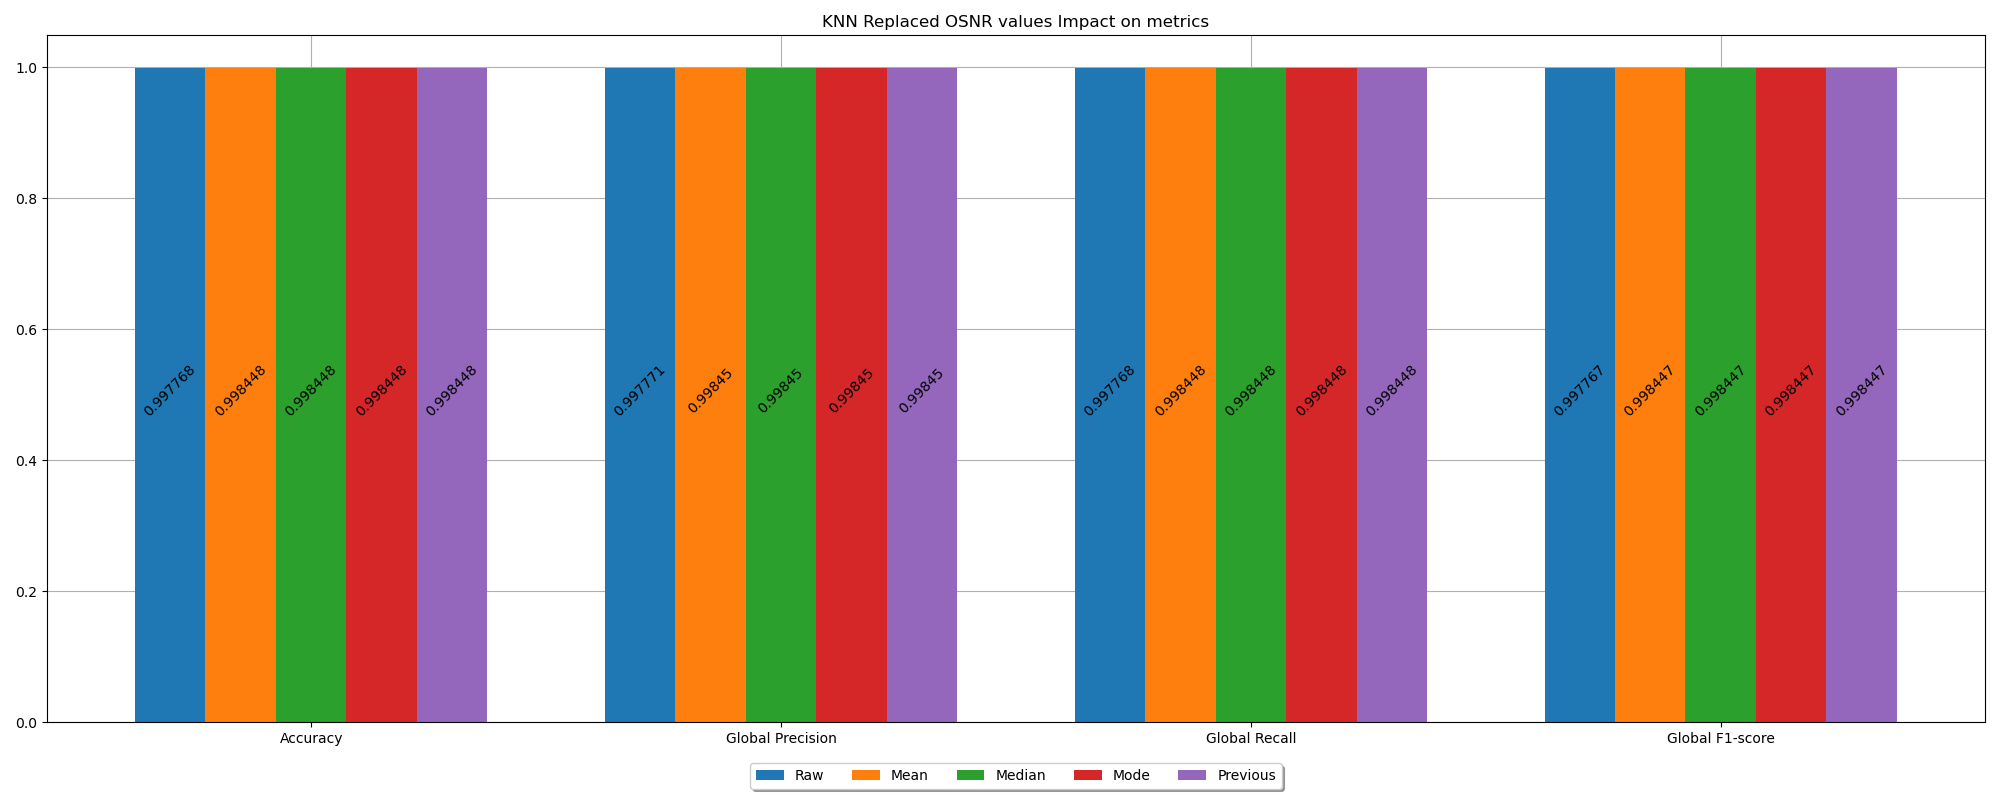 KNN Replaced OSNR values Impact on metrics
1.0
0.8
0.6
0.4
0.2
0.0
0.997768
0.998448
0.998448
0.998448
0.998448
0.997771
0.99845
0.99845
0.99845
0.99845
0.997768
0.998448
0.998448
0.998448
0.998448
0.997767
0.998447
0.998447
0.998447
0.998447
Accuracy
Global Precision
Global Recall
Global F1-score
Raw
Mean
Median
Mode
Previous